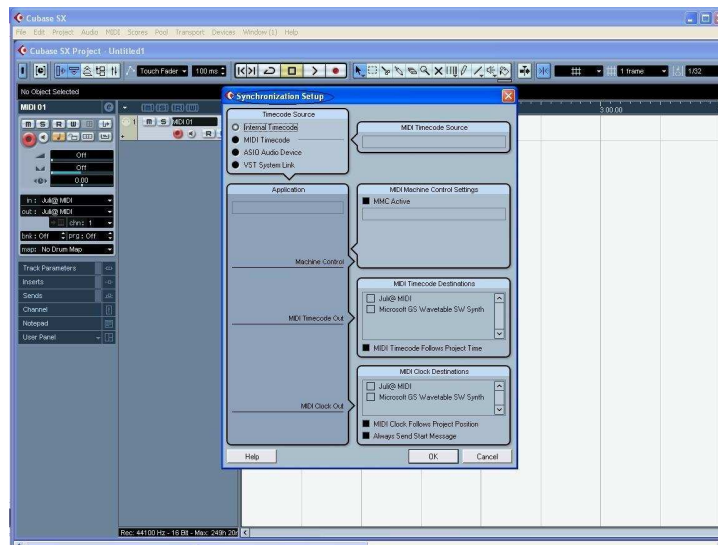 Cubase SX
File Edit Project Audio MIDI Scores Pool Transport Devices Window (1) Help
Cubase SX Project - Untitled1
Touch Fader 100 ms 1 frame 1/32
No Object Selected
MIDI 01
M S R W
Off
Off
0.00
in : Juli@ MIDI
out : Juli@ MIDI
chn: 1
bnk : Off prg : Off
map: No Drum Map
Track Parameters
Inserts
Sends
Channel
Notepad
User Panel
1 M S MIDI 01
R
3:00:00
Synchronization Setup
Timecode Source
Internal Timecode
MIDI Timecode
ASIO Audio Device
VST System Link
MIDI Timecode Source
Application
Machine Control
MIDI Timecode Out
MIDI Clock Out
MIDI Machine Control Settings
MMC Active
MIDI Timecode Destinations
Juli@ MIDI
Microsoft GS Wavetable SW Synth
MIDI Timecode Follows Project Time
MIDI Clock Destinations
Juli@ MIDI
Microsoft GS Wavetable SW Synth
MIDI Clock Follows Project Position
Always Send Start Message
Help OK Cancel
Rec: 44100 Hz - 16 Bit - Max: 249h 20